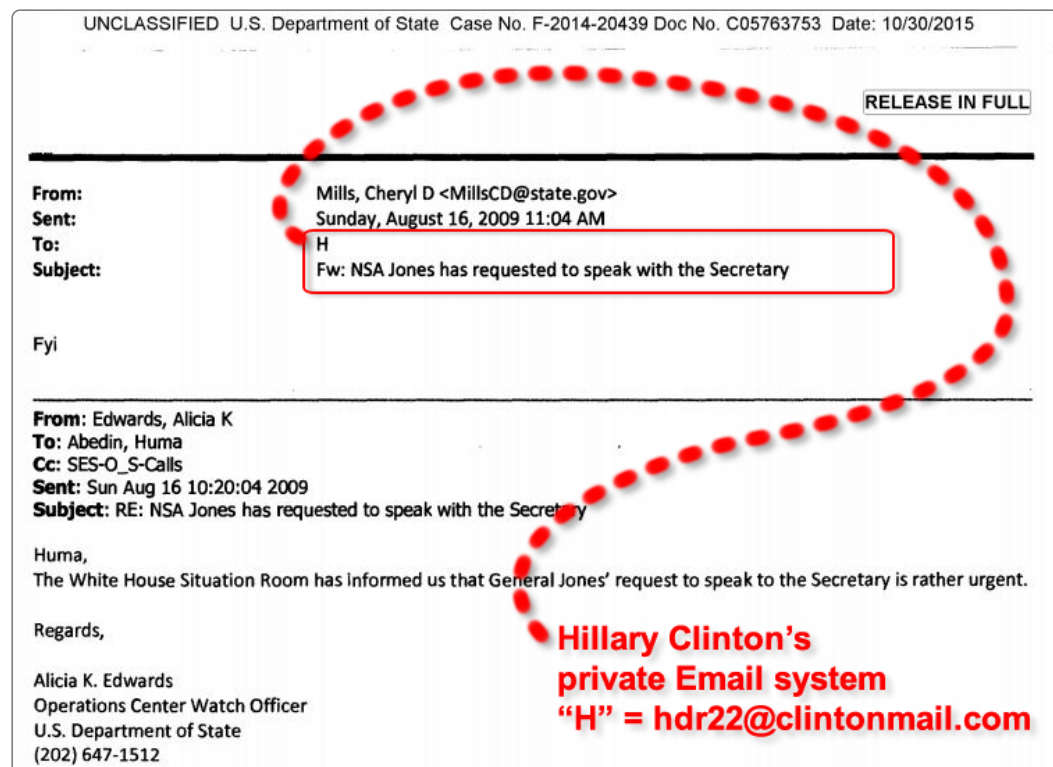 UNCLASSIFIED U.S. Department of State Case No. F-2014-20439 Doc No. C05763753 Date: 10/30/2015
RELEASE IN FULL
From: Mills, Cheryl D <MillsCD@state.gov>
Sent: Sunday, August 16, 2009 11:04 AM
To: H
Subject: Fw: NSA Jones has requested to speak with the Secretary
Fyi
From: Edwards, Alicia K
To: Abedin, Huma
Cc: SES-O_S-Calls
Sent: Sun Aug 16 10:20:04 2009
Subject: RE: NSA Jones has requested to speak with the Secretary
Huma,
The White House Situation Room has informed us that General Jones' request to speak to the Secretary is rather urgent.
Regards,
Alicia K. Edwards
Operations Center Watch Officer
U.S. Department of State
(202) 647-1512
Hillary Clinton's
private Email system
"H" = hdr22@clintonmail.com